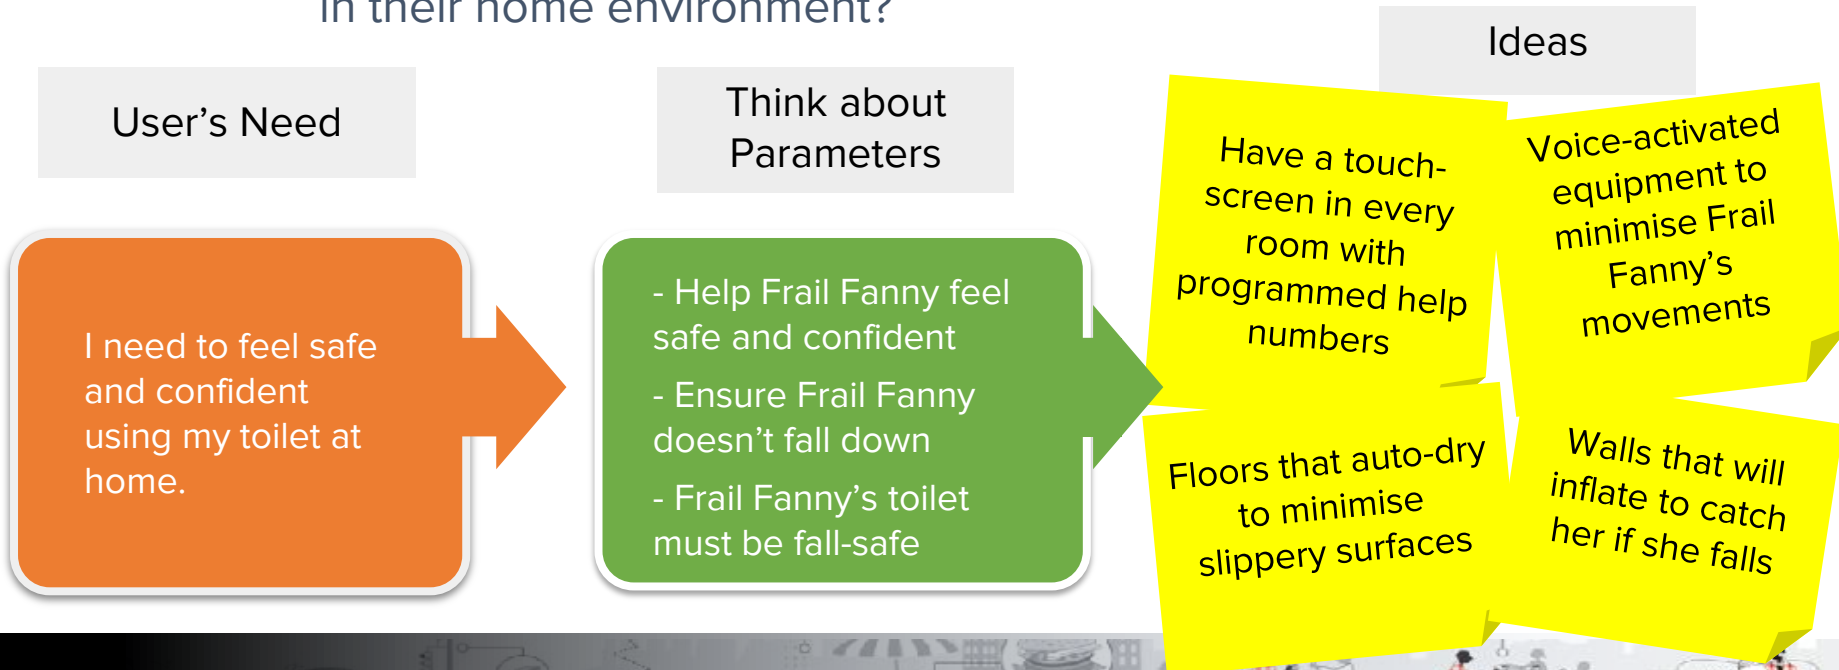 in their home environment?
User's Need
Think about
Parameters
Ideas
I need to feel safe
and confident
using my toilet at
home.
- Help Frail Fanny feel
safe and confident
- Ensure Frail Fanny
doesn't fall down
- Frail Fanny's toilet
must be fall-safe
Have a touch-
screen in every
room with
programmed help
numbers
Voice-activated
equipment to
minimise Frail
Fanny's
movements
Floors that auto-dry
to minimise
slippery surfaces
Walls that will
inflate to catch
her if she falls